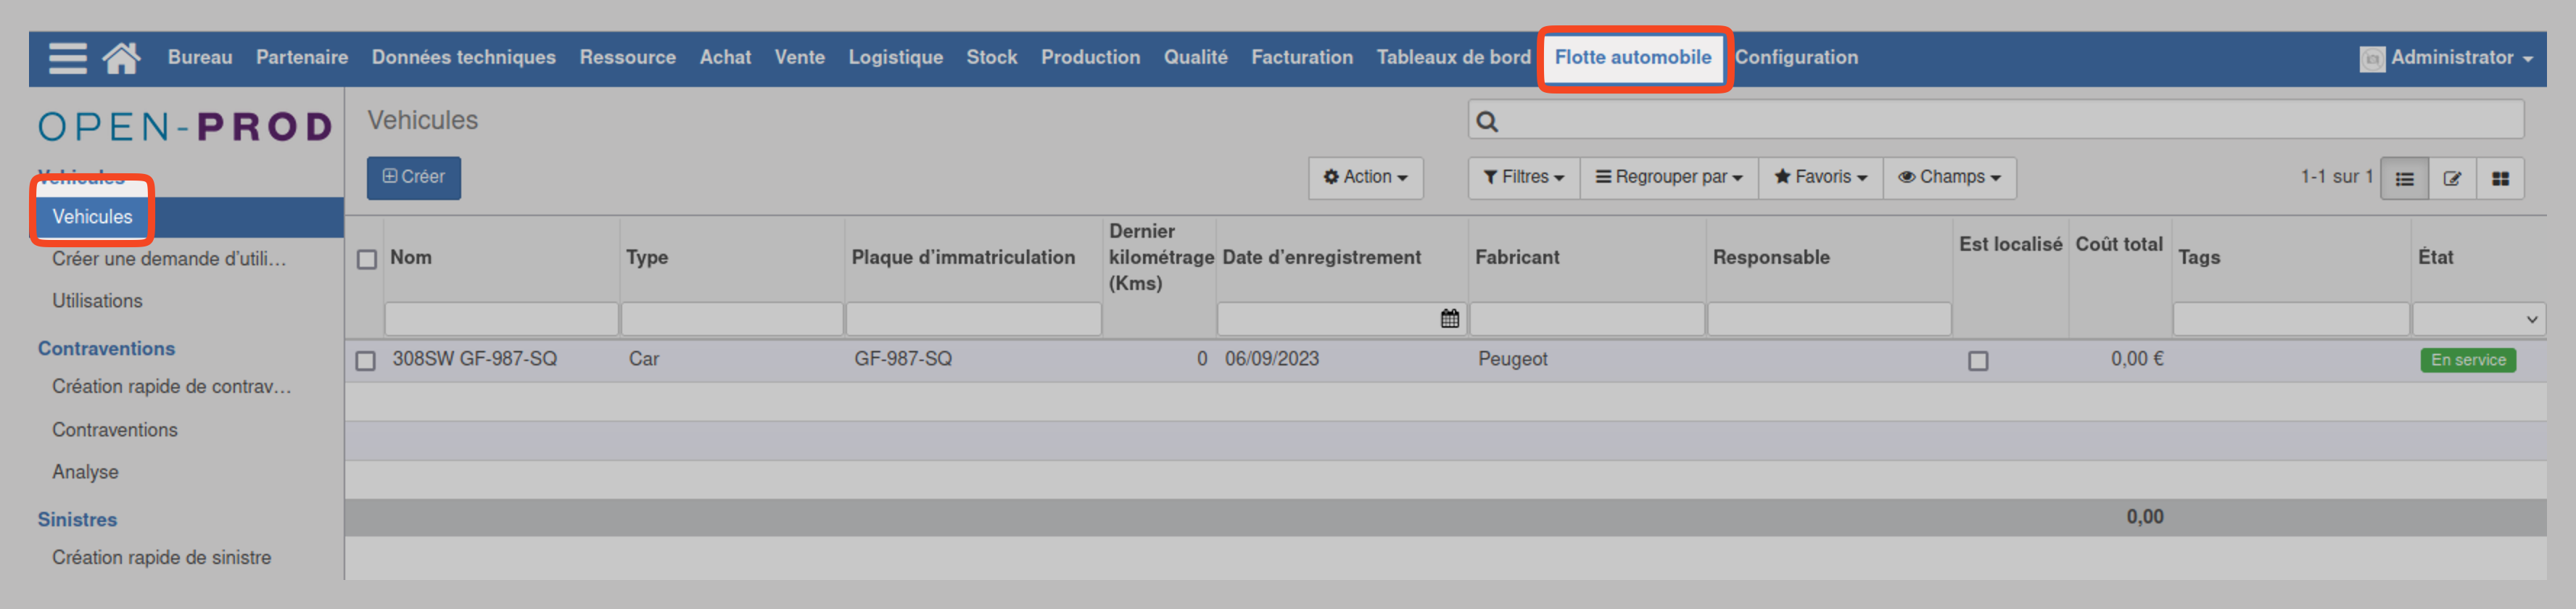 Bureau Partenaire Données techniques Ressource Achat Vente Logistique Stock Production Qualité Facturation Tableaux de bord Flotte automobile Configuration Administrator
OPEN-PROD
Vehicules
Vehicules
Créer une demande d'utili...
Utilisations
Contraventions
Création rapide de contrav...
Contraventions
Analyse
Sinistres
Création rapide de sinistre
Vehicules
Créer Action Filtres Regrouper par Favoris Champs 1-1 sur 1
Nom Type Plaque d'immatriculation Dernier kilométrage (Kms) Date d'enregistrement Fabricant Responsable Est localisé Coût total Tags État
308SW GF-987-SQ Car GF-987-SQ 0 06/09/2023 Peugeot 0,00 € En service
0,00